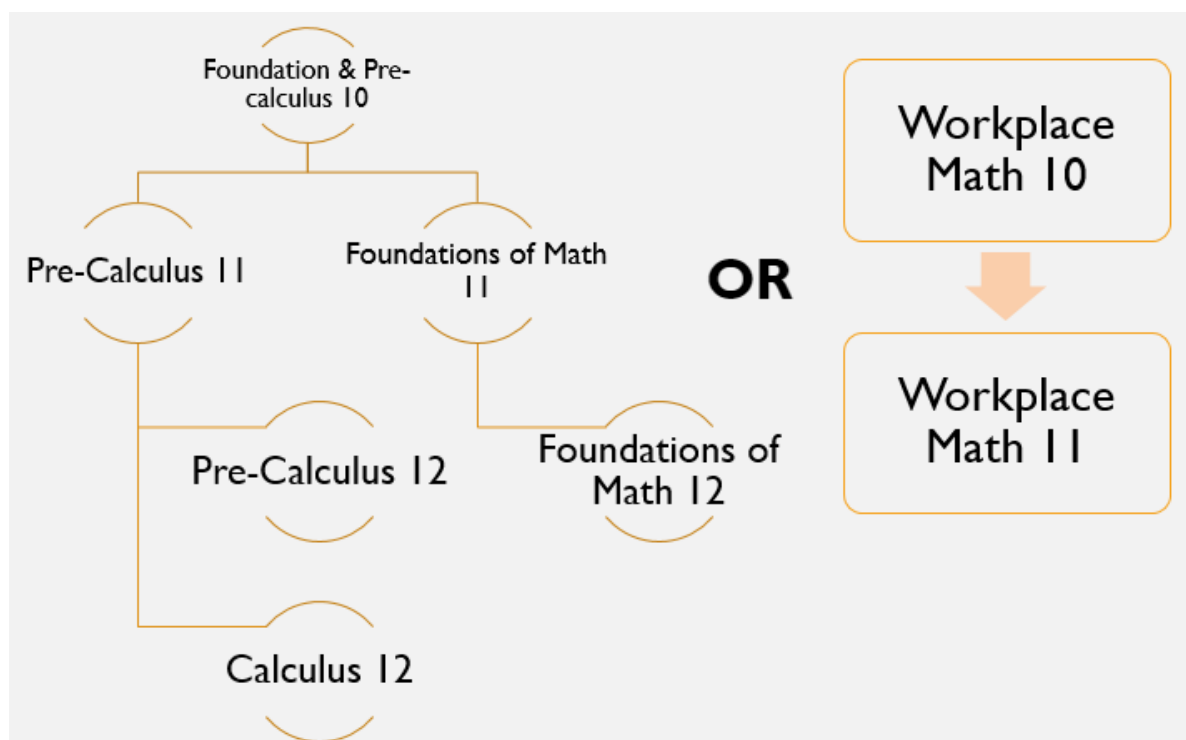 Foundation & Pre-
calculus 10
Pre-Calculus 11
Foundations of Math
11
Pre-Calculus 12
Foundations of
Math 12
Calculus 12
OR
Workplace
Math 10
Workplace
Math 11